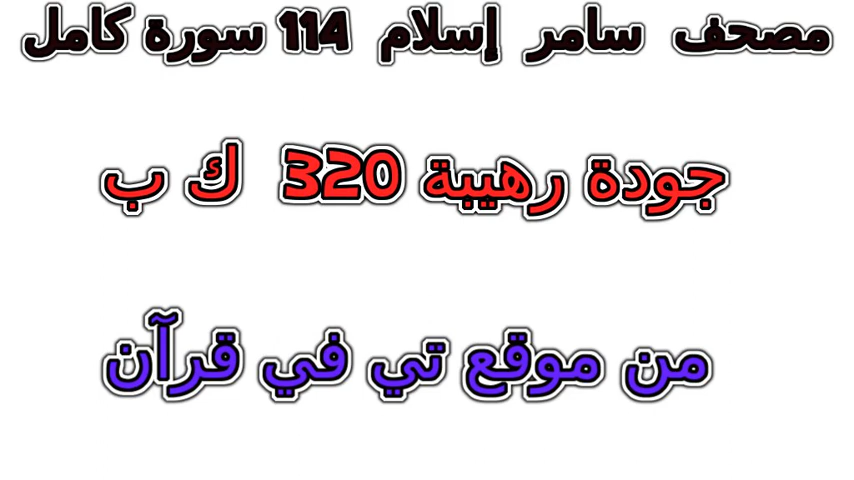 مصحف سامر إسلام 114 سورة كامل
جودة رهيبة 320 ك ب
من موقع تي في قرآن